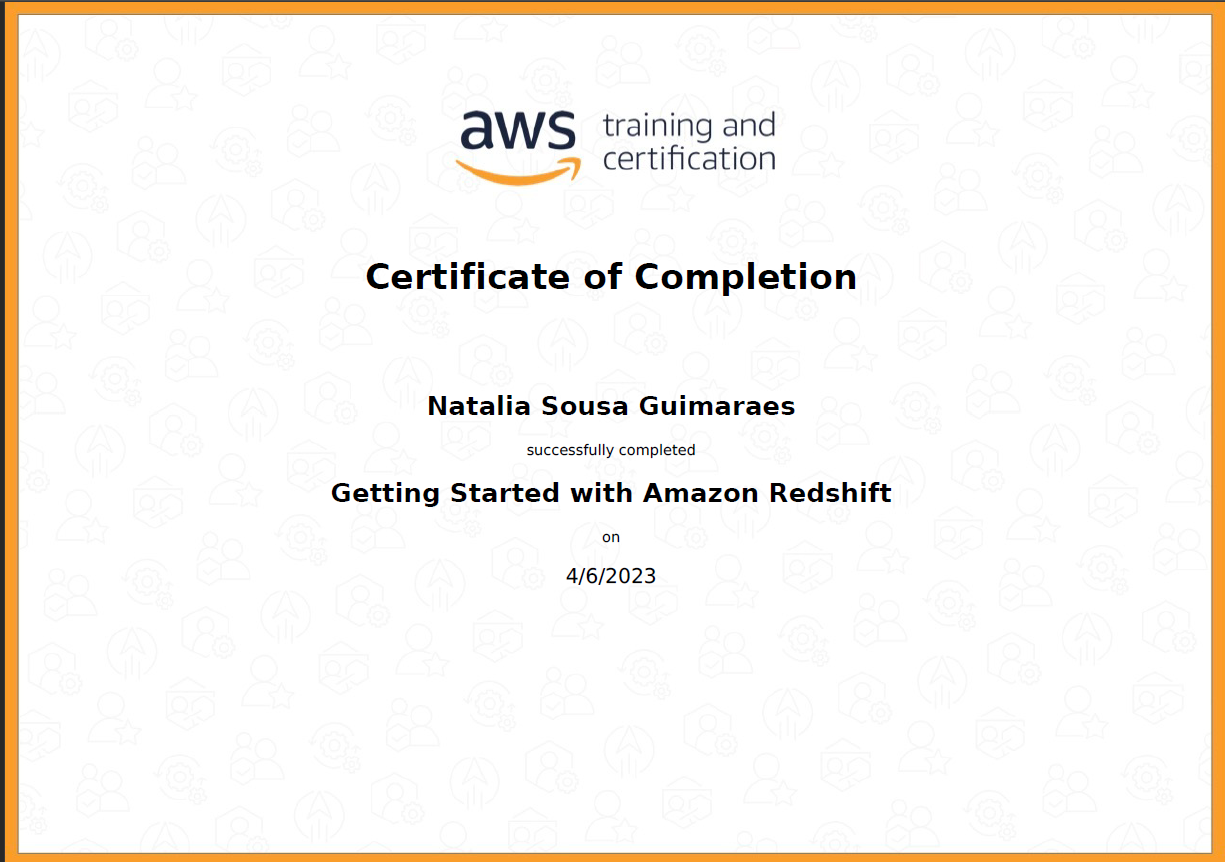 aws training and
certification
Certificate of Completion
Natalia Sousa Guimaraes
successfully completed
Getting Started with Amazon Redshift
on
4/6/2023